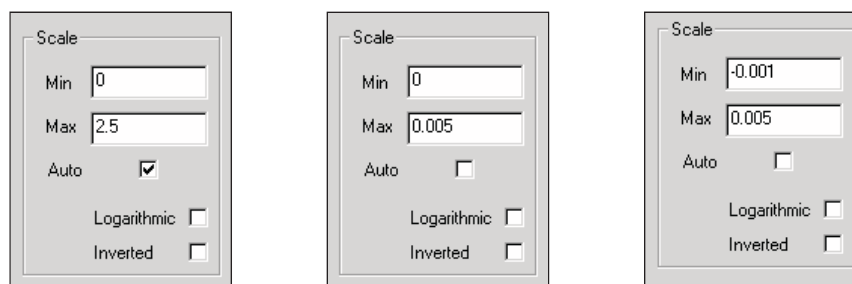 Scale
Min 0
Max 2.5
Auto
Logarithmic
Inverted
Scale
Min 0
Max 0.005
Auto
Logarithmic
Inverted
Scale
Min -0.001
Max 0.005
Auto
Logarithmic
Inverted